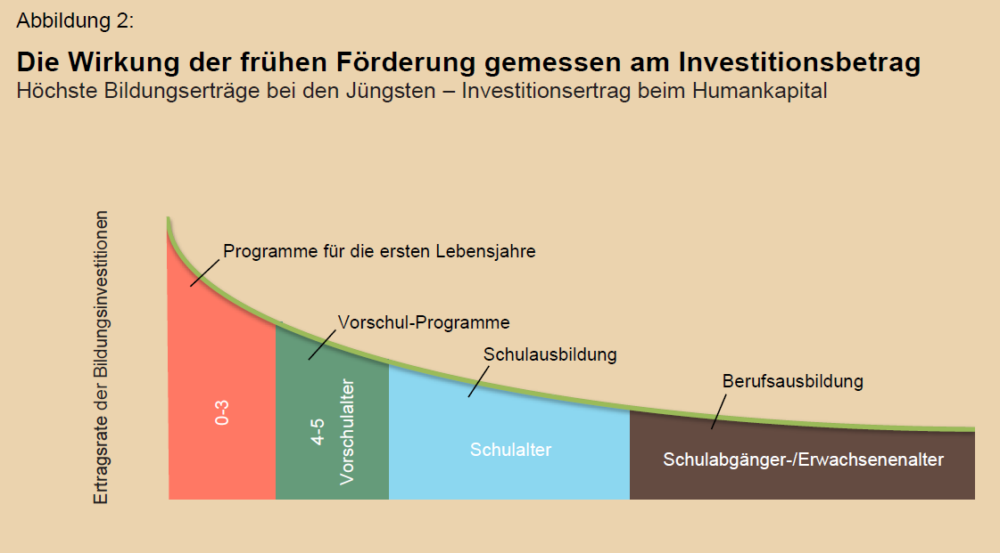 Abbildung 2:
Die Wirkung der frühen Förderung gemessen am Investitionsbetrag
Höchste Bildungserträge bei den Jüngsten – Investitionsertrag beim Humankapital
Ertragsrate der Bildungsinvestitionen
Programme für die ersten Lebensjahre
Vorschul-Programme
Schulausbildung
Berufsausbildung
0-3
4-5
Vorschulalter
Schulalter
Schulabgänger-/Erwachsenenalter